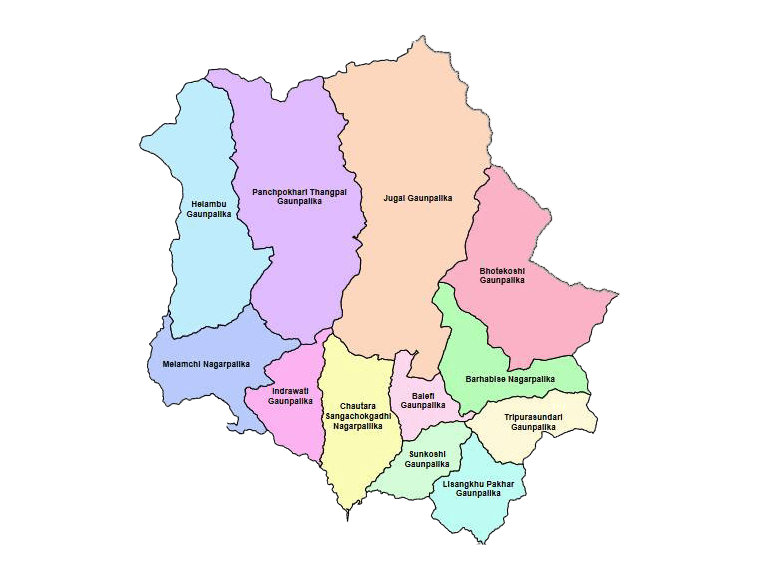 Panchpokhari Thangpal
Gaunpalika
Jugal Gaunpalika
Helambu
Gaunpalika
Bhotekoshi
Gaunpalika
Melamchi Nagarpalika
Barhabise Nagarpalika
Indrawati
Gaunpalika
Balefi
Gaunpalika
Chautara
Sangachokgadhi
Nagarpallika
Tripurasundari
Gaunpalika
Sunkoshi
Gaunpalika
Lisangkhu Pakhar
Gaunpalika